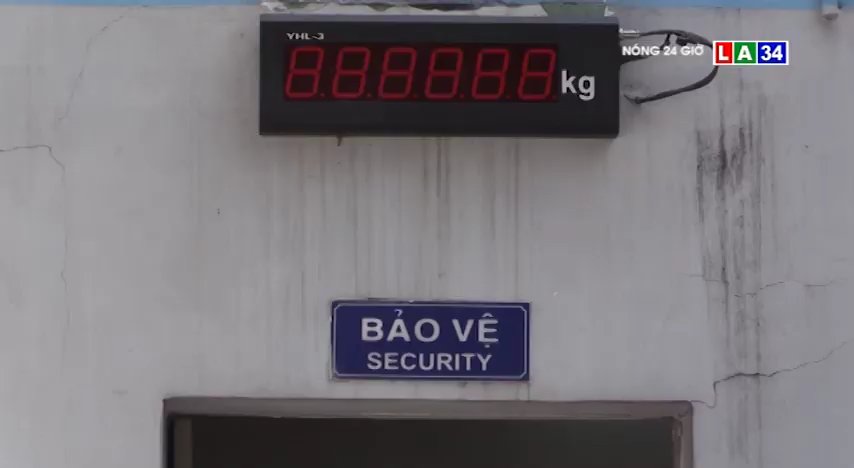 YHL-3
888888
kg
NÓNG 24 GIỜ LA34
BẢO VỆ
SECURITY